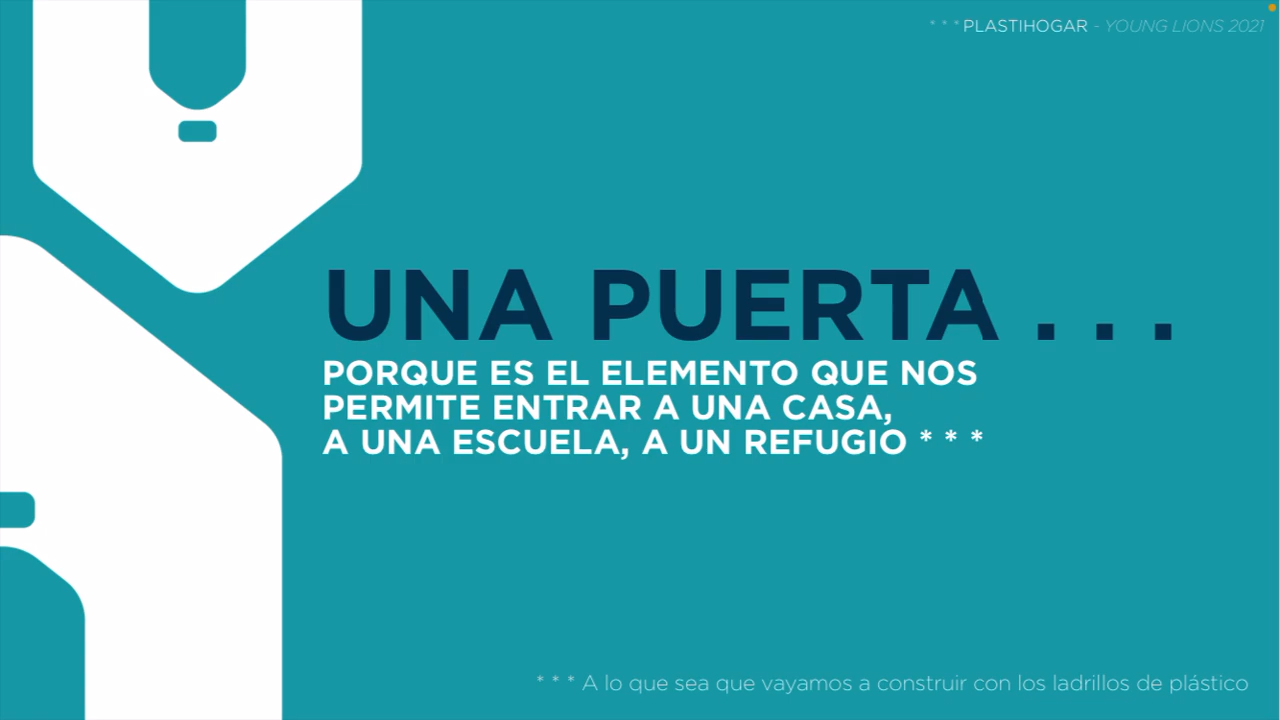 * * * PLASTIHOGAR - YOUNG LIONS 2021
UNA PUERTA . . .
PORQUE ES EL ELEMENTO QUE NOS
PERMITE ENTRAR A UNA CASA,
A UNA ESCUELA, A UN REFUGIO * * *
* * * A lo que sea que vayamos a construir con los ladrillos de plástico